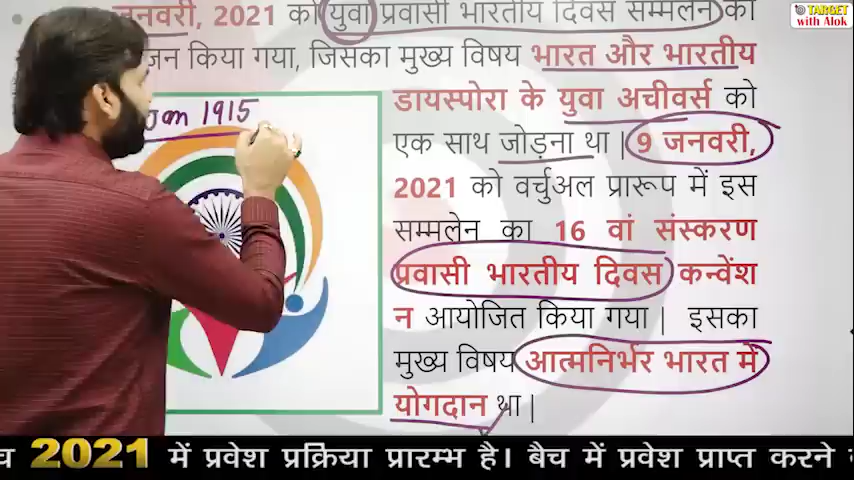 जनवरी, 2021 को युवा प्रवासी भारतीय दिवस सम्मलेन का
जन किया गया, जिसका मुख्य विषय भारत और भारतीय
डायस्पोरा के युवा अचीवर्स को
एक साथ जोड़ना था | 9 जनवरी,
2021 को वर्चुअल प्रारूप में इस
सम्मलेन का 16 वां संस्करण
प्रवासी भारतीय दिवस कन्वेंश
न आयोजित किया गया | इसका
मुख्य विषय आत्मनिर्भर भारत में
योगदान था |
Jan 1915
TARGET
with Alok
2021 में प्रवेश प्रक्रिया प्रारम्भ है। बैच में प्रवेश प्राप्त करने